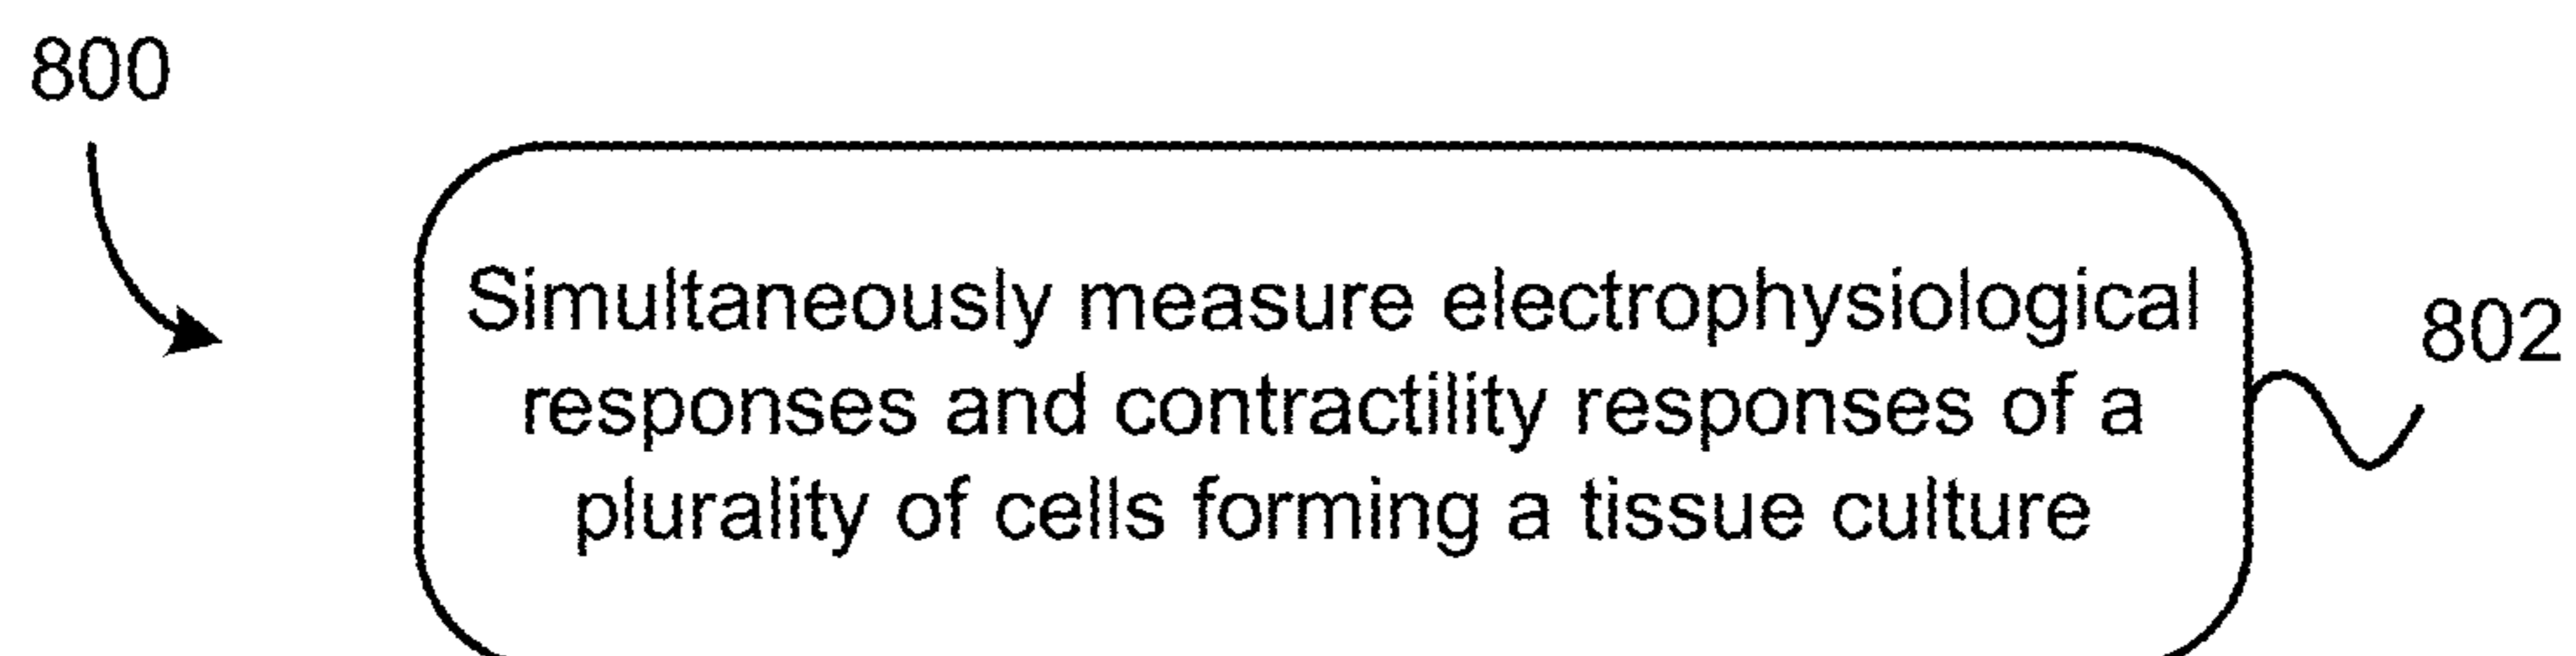 800
Simultaneously measure electrophysiological
responses and contractility responses of a
plurality of cells forming a tissue culture
802